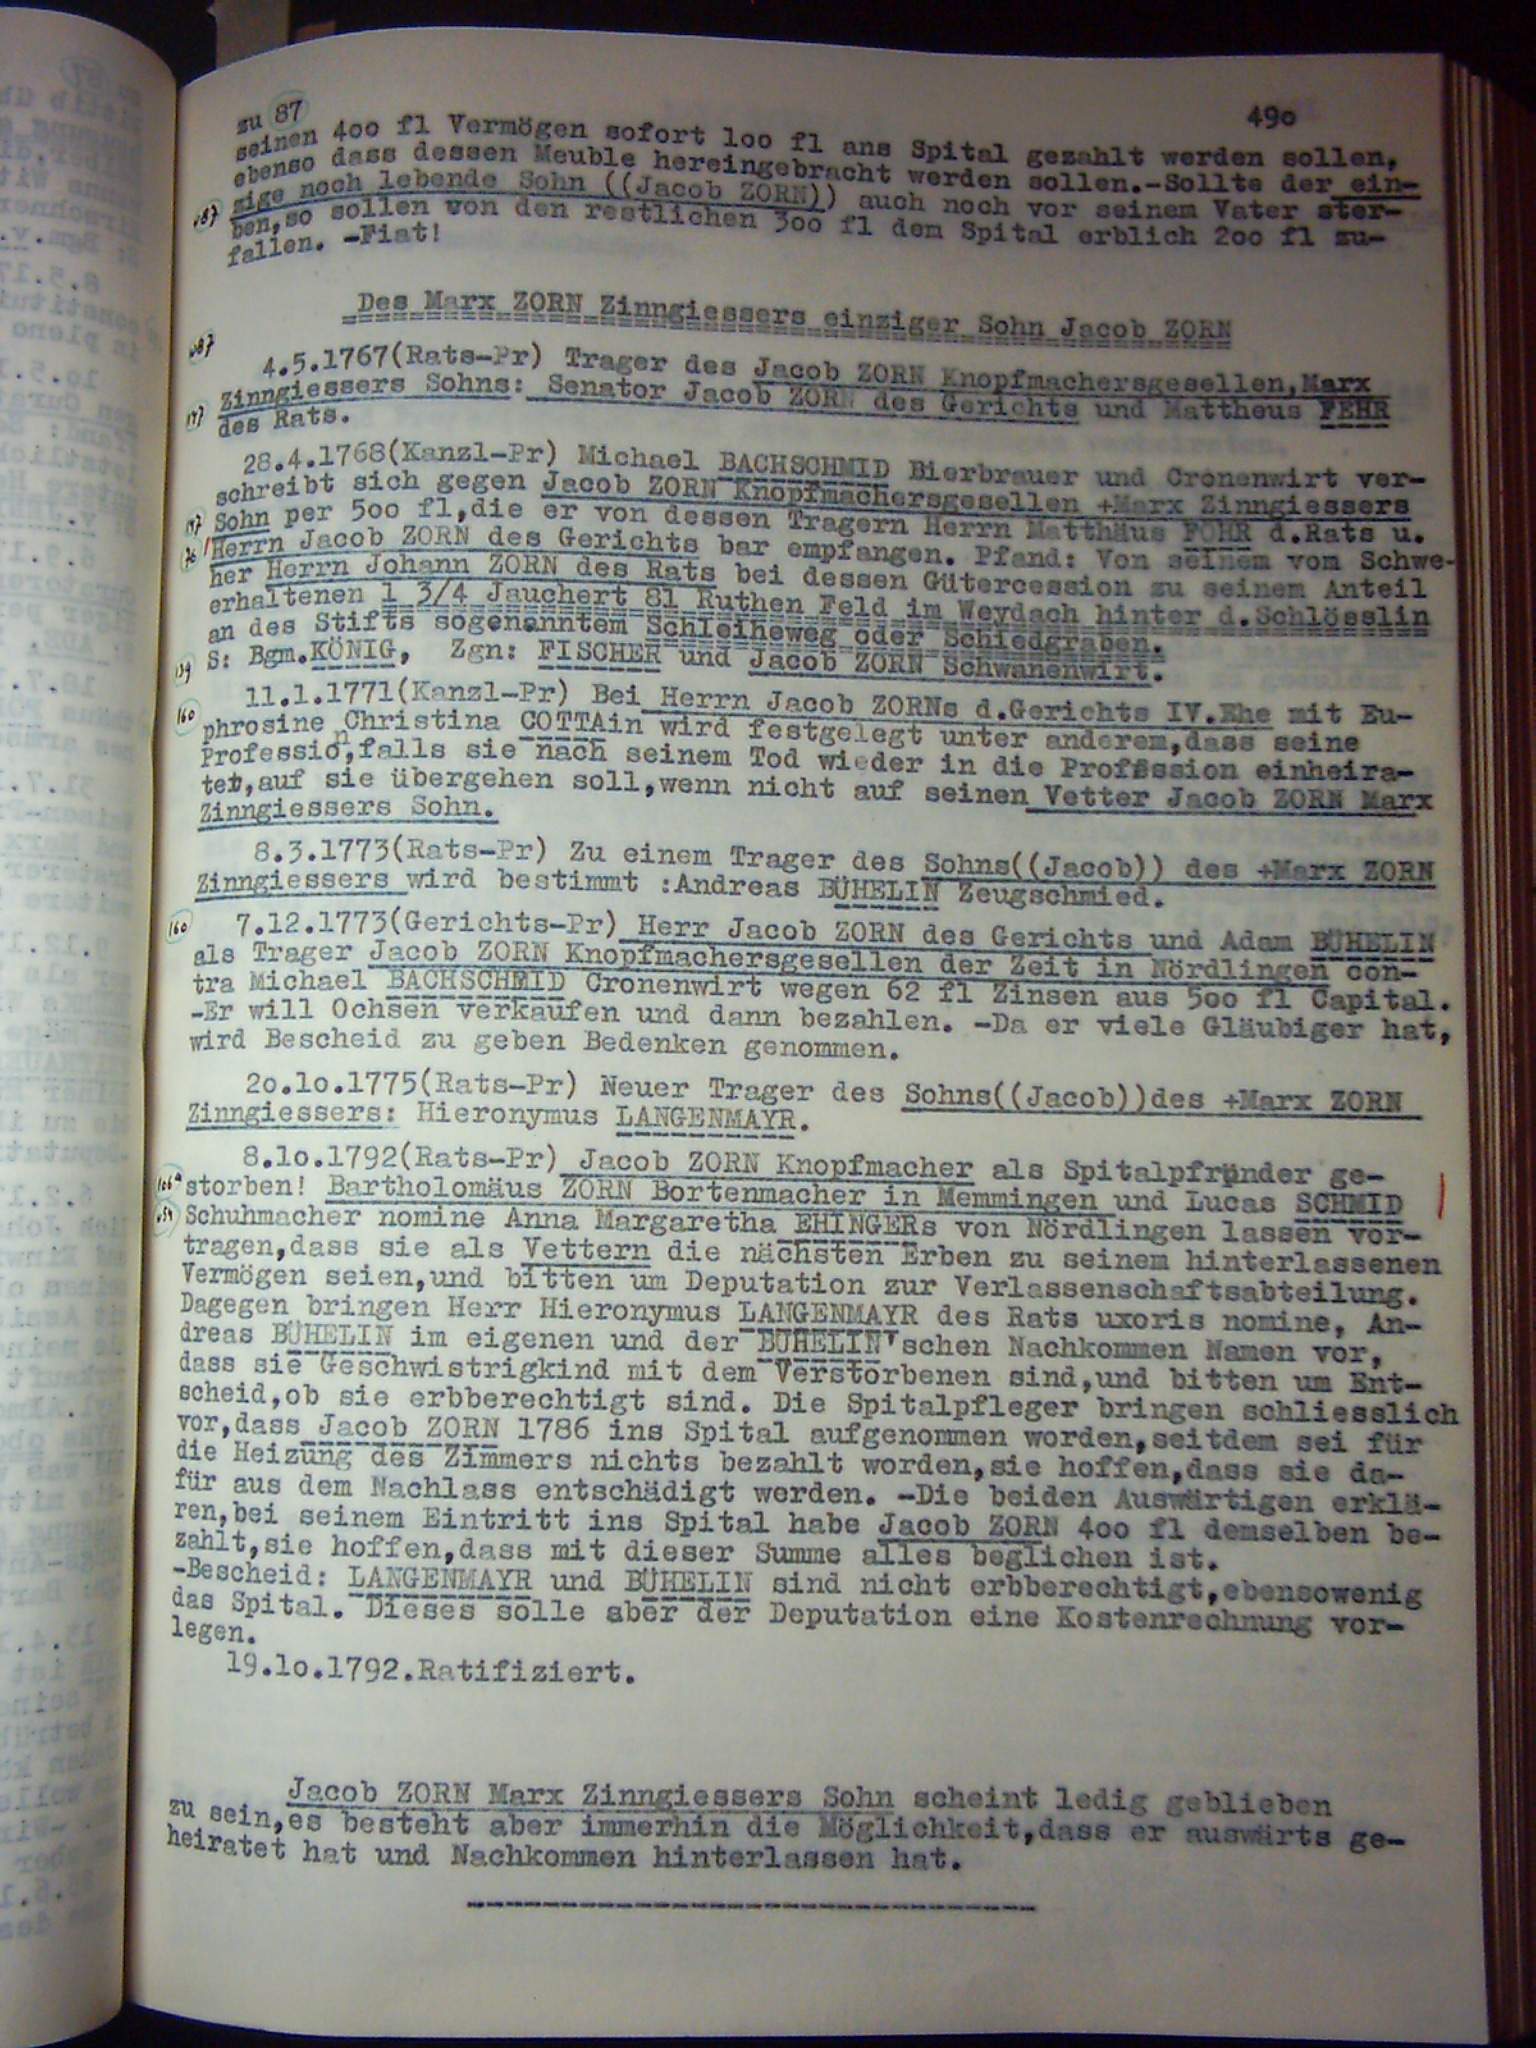 zu 87
490
seinen 400 fl Vermögen sofort 100 fl ans Spital gezahlt werden sollen,
ebenso dass dessen Meuble hereingebracht werden sollen.-Sollte der ein-
zige noch lebende Sohn ((Jacob ZORN)) auch noch vor seinem Vater ster-
ben,so sollen von den restlichen 300 fl dem Spital erblich 200 fl zu-
fallen. -Fiat!
Des Marx ZORN Zinngiessers einziger Sohn Jacob ZORN
4.5.1767(Rats-Pr) Trager des Jacob ZORN Knopfmachersgesellen,Marx
Zinngiessers Sohns: Senator Jacob ZORN des Gerichts und Mattheus FEHR
des Rats.
28.4.1768(Kanzl-Pr) Michael BACHSCHMID Bierbrauer und Cronenwirt ver-
schreibt sich gegen Jacob ZORN Knopfmachersgesellen +Marx Zinngiessers
Sohn per 500 fl,die er von dessen Tragern Herrn Matthäus FÖHR d.Rats u.
Herrn Jacob ZORN des Gerichts bar empfangen. Pfand: Von seinem vom Schwe-
her Herrn Johann ZORN des Rats bei dessen Gütercession zu seinem Anteil
erhaltenen 1 3/4 Jauchert 81 Ruthen Feld im Weydach hinter d.Schlösslin
an des Stifts sogenanntem Schleiheweg oder Schiedgraben.
S: Bgm.KÖNIG, Zgn: FISCHER und Jacob ZORN Schwanenwirt.
11.1.1771(Kanzl-Pr) Bei Herrn Jacob ZORNs d.Gerichts IV.Ehe mit Eu-
160
phrosine Christina COTTAin wird festgelegt unter anderem,dass seine
Profession,falls sie nach seinem Tod wieder in die Profession einheira-
tet,auf sie übergehen soll,wenn nicht auf seinen Vetter Jacob ZORN Marx
Zinngiessers Sohn.
8.3.1773(Rats-Pr) Zu einem Trager des Sohns((Jacob)) des +Marx ZORN
Zinngiessers wird bestimmt :Andreas BÜHELIN Zeugschmied.
160
7.12.1773(Gerichts-Pr) Herr Jacob ZORN des Gerichts und Adam BÜHELIN
als Trager Jacob ZORN Knopfmachersgesellen der Zeit in Nördlingen con-
tra Michael BACHSCHMID Cronenwirt wegen 62 fl Zinsen aus 500 fl Capital.
-Er will Ochsen verkaufen und dann bezahlen. -Da er viele Gläubiger hat,
wird Bescheid zu geben Bedenken genommen.
20.10.1775(Rats-Pr) Neuer Trager des Sohns((Jacob))des +Marx ZORN
Zinngiessers: Hieronymus LANGENMAYR.
8.10.1792(Rats-Pr) Jacob ZORN Knopfmacher als Spitalpfründer ge-
storben! Bartholomäus ZORN Bortenmacher in Memmingen und Lucas SCHMID
Schuhmacher nomine Anna Margaretha EHINGERs von Nördlingen lassen vor-
tragen,dass sie als Vettern die nächsten Erben zu seinem hinterlassenen
Vermögen seien,und bitten um Deputation zur Verlassenschaftsabteilung.
Dagegen bringen Herr Hieronymus LANGENMAYR des Rats uxoris nomine, An-
dreas BÜHELIN im eigenen und der BÜHELIN'schen Nachkommen Namen vor,
dass sie Geschwistrigkind mit dem Verstorbenen sind,und bitten um Ent-
scheid,ob sie erbberechtigt sind. Die Spitalpfleger bringen schliesslich
vor,dass Jacob ZORN 1786 ins Spital aufgenommen worden,seitdem sei für
die Heizung des Zimmers nichts bezahlt worden,sie hoffen,dass sie da-
für aus dem Nachlass entschädigt werden. -Die beiden Auswärtigen erklä-
ren,bei seinem Eintritt ins Spital habe Jacob ZORN 400 fl demselben be-
zahlt,sie hoffen,dass mit dieser Summe alles beglichen ist.
-Bescheid: LANGENMAYR und BÜHELIN sind nicht erbberechtigt,ebensowenig
das Spital. Dieses solle aber der Deputation eine Kostenrechnung vor-
legen.
19.10.1792.Ratifiziert.
Jacob ZORN Marx Zinngiessers Sohn scheint ledig geblieben
zu sein,es besteht aber immerhin die Möglichkeit,dass er auswärts ge-
heiratet hat und Nachkommen hinterlassen hat.